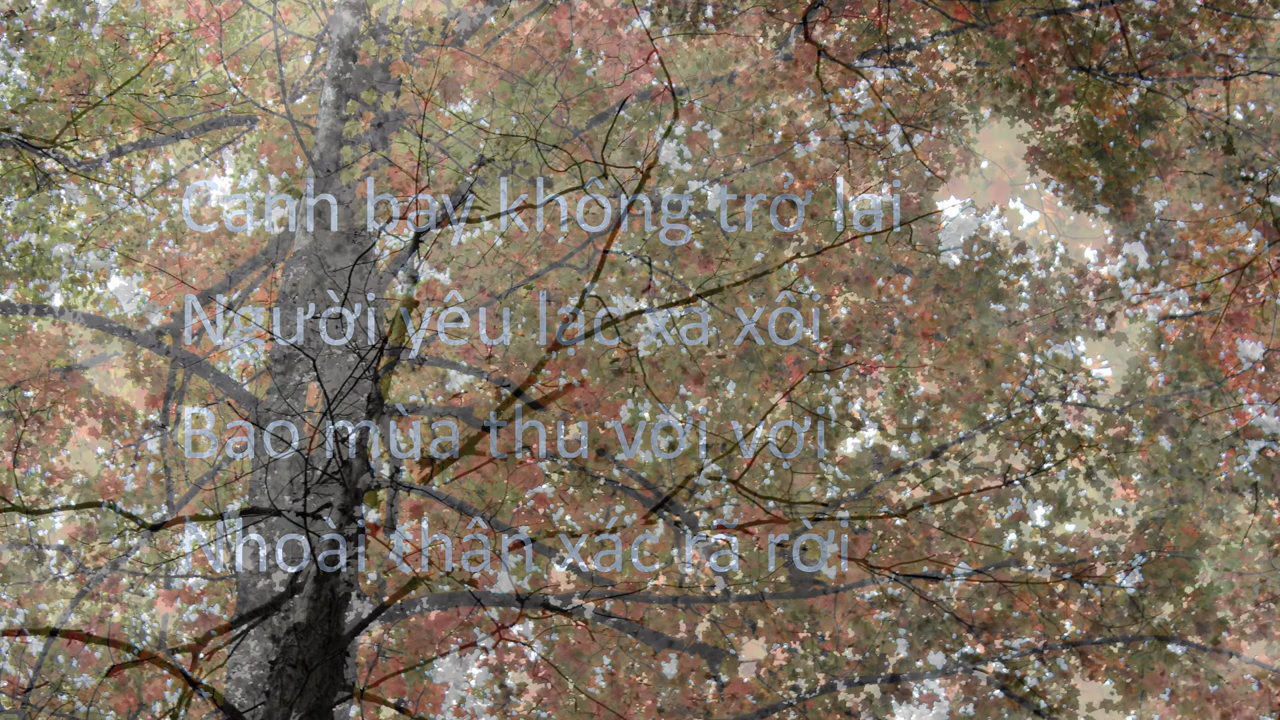 Cánh bay không trở lại
Người yêu lạc xa xôi
Bao mùa thu vời vợi
Nhoài thân xác rã rời